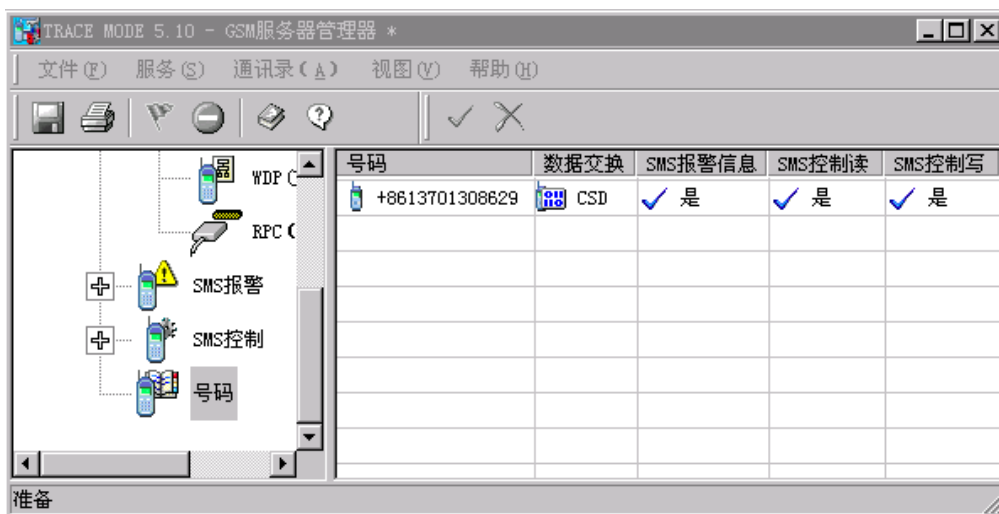 TRACE MODE 5.10 - GSM服务器管理器 *
文件(F) 服务(S) 通讯录(A) 视图(V) 帮助(H)
号码 数据交换 SMS报警信息 SMS控制读 SMS控制写
+8613701308629 CSD 是 是 是
WDP (
RPC (
SMS报警
SMS控制
号码
准备